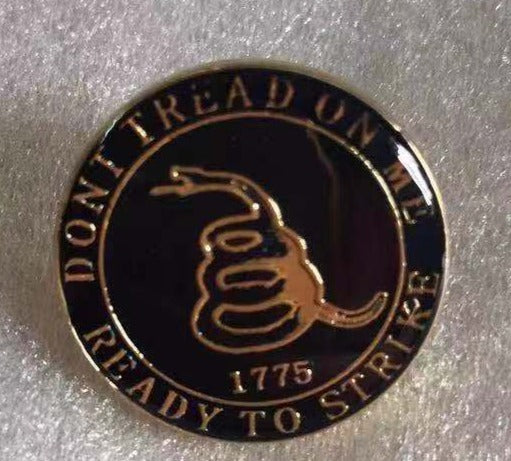 DONT TREAD ON ME
1775
READY TO STRIKE